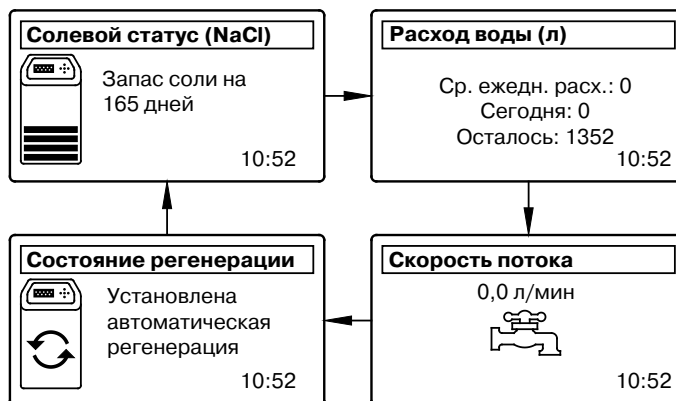 Солевой статус (NaCl)
Запас соли на
165 дней
10:52
Расход воды (л)
Ср. ежедн. расх.: 0
Сегодня: 0
Осталось: 1352
10:52
Состояние регенерации
Установлена
автоматическая
регенерация
10:52
Скорость потока
0,0 л/мин
10:52